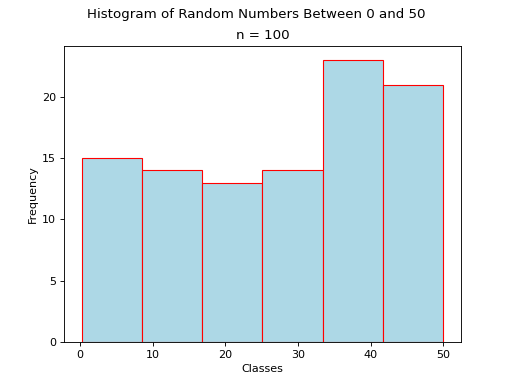 Histogram of Random Numbers Between 0 and 50
n = 100
20
15
10
5
0
Frequency
0 10 20 30 40 50
Classes